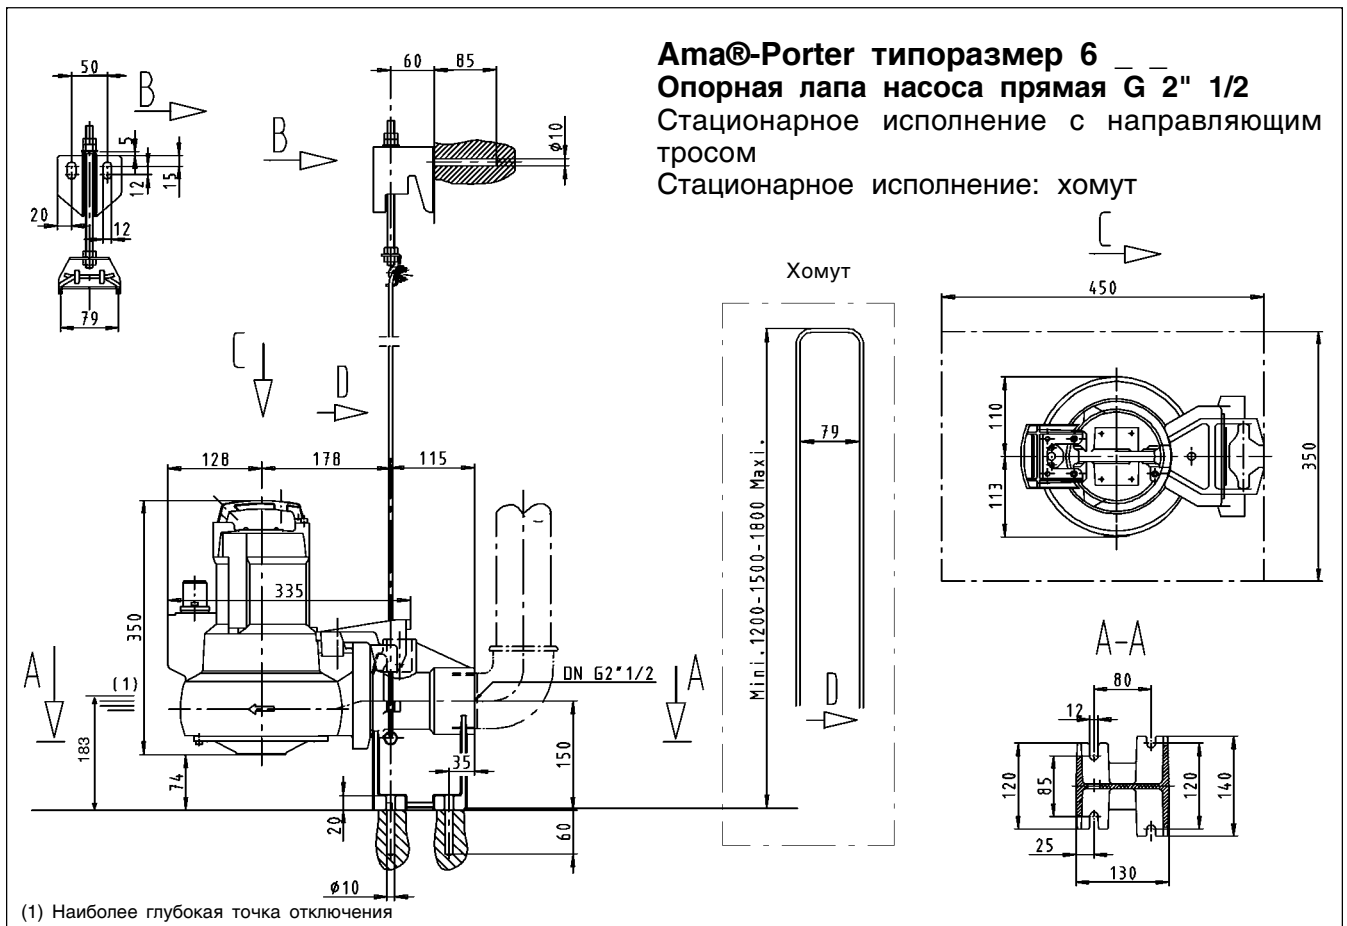 Ama®-Porter типоразмер 6 _ _
Опорная лапа насоса прямая G 2" 1/2
Стационарное исполнение с направляющим
тросом
Стационарное исполнение: хомут
50
B
5
15
12
20
12
79
60
85
B
ø10
C
D
128
178
115
335
350
A
(1)
183
74
DN G2"1/2
A
150
35
20
60
ø10
Хомут
79
Mini.1200-1500-1800 Maxi.
D
C
450
110
113
350
A-A
80
12
120
85
120
140
25
130
(1) Наиболее глубокая точка отключения